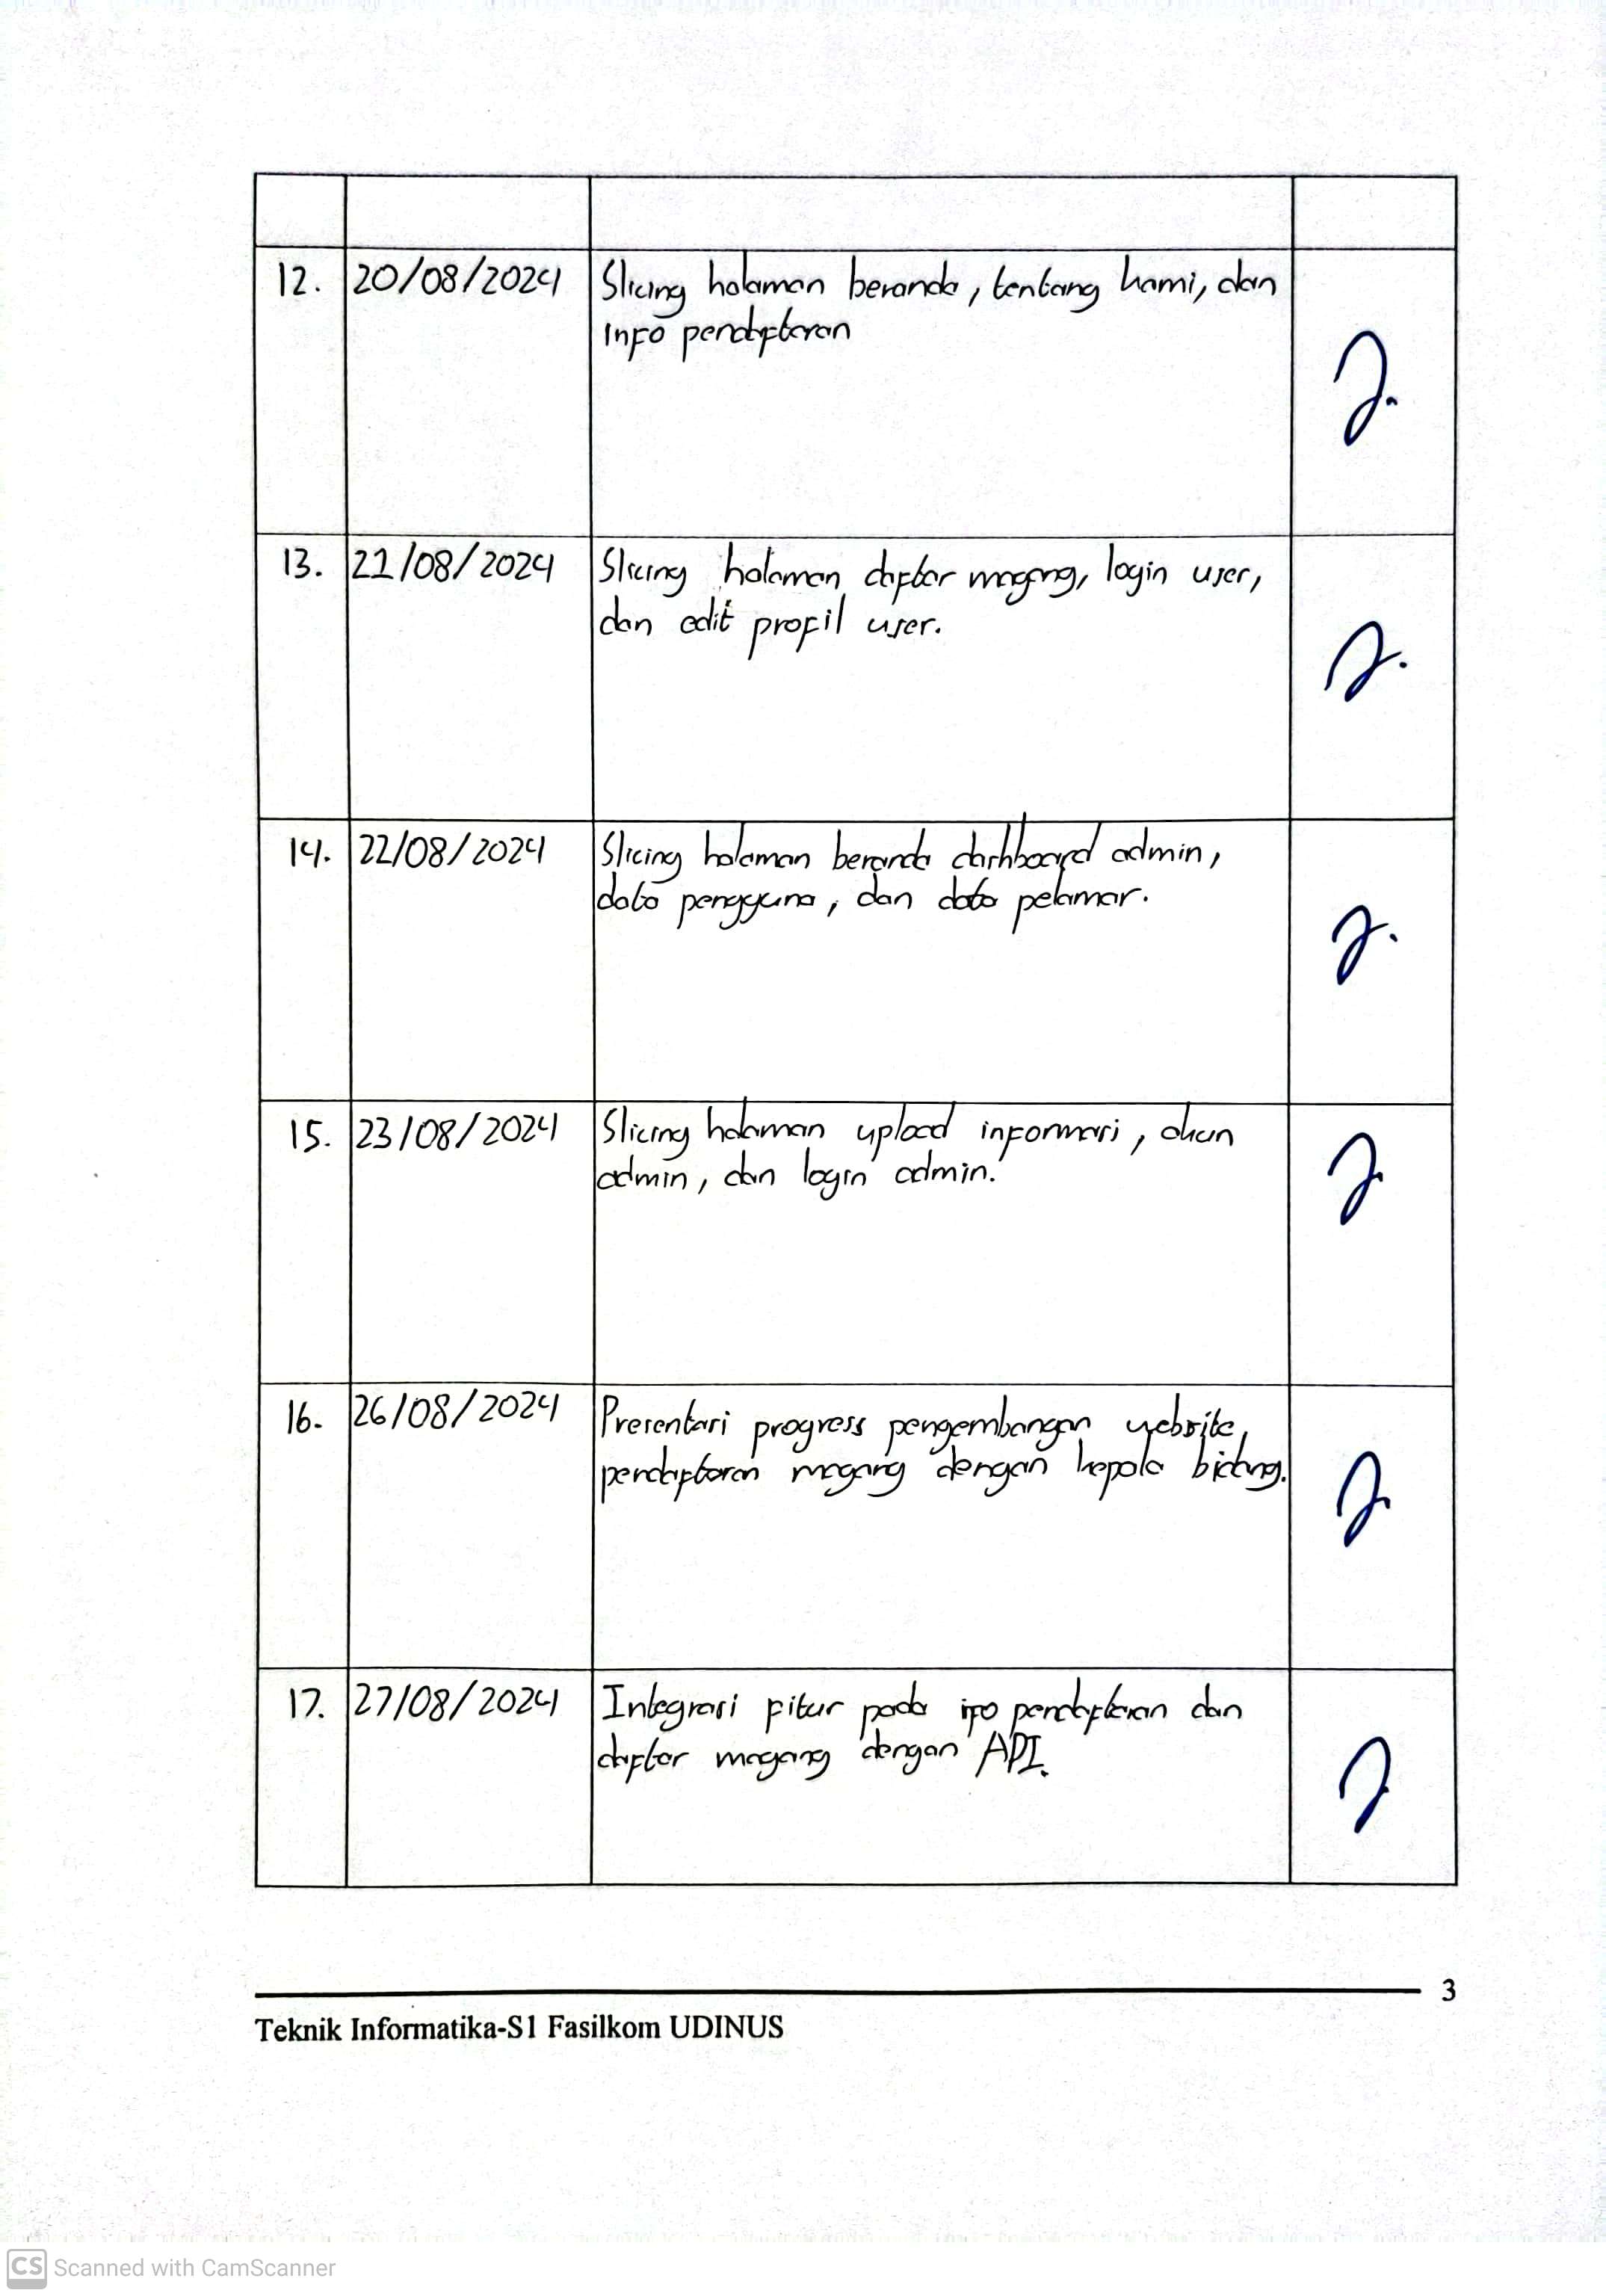 12. 20/08/2024 Slicing halaman beranda, tentang kami, dan
info pendaftaran
13. 21/08/2024 Slicing halaman daftar magang, login user,
dan edit profil user.
14. 22/08/2024 Slicing halaman beranda dashboard admin,
data pengguna, dan data pelamar.
15. 23/08/2024 Slicing halaman upload informasi, akun
admin, dan login admin.
16. 26/08/2024 Presentasi progress pengembangan website
pendaftaran magang dengan kepala bidang.
17. 27/08/2024 Integrasi fitur pada info pendaftaran dan
daftar magang dengan API.
3
Teknik Informatika-S1 Fasilkom UDINUS
CS Scanned with CamScanner